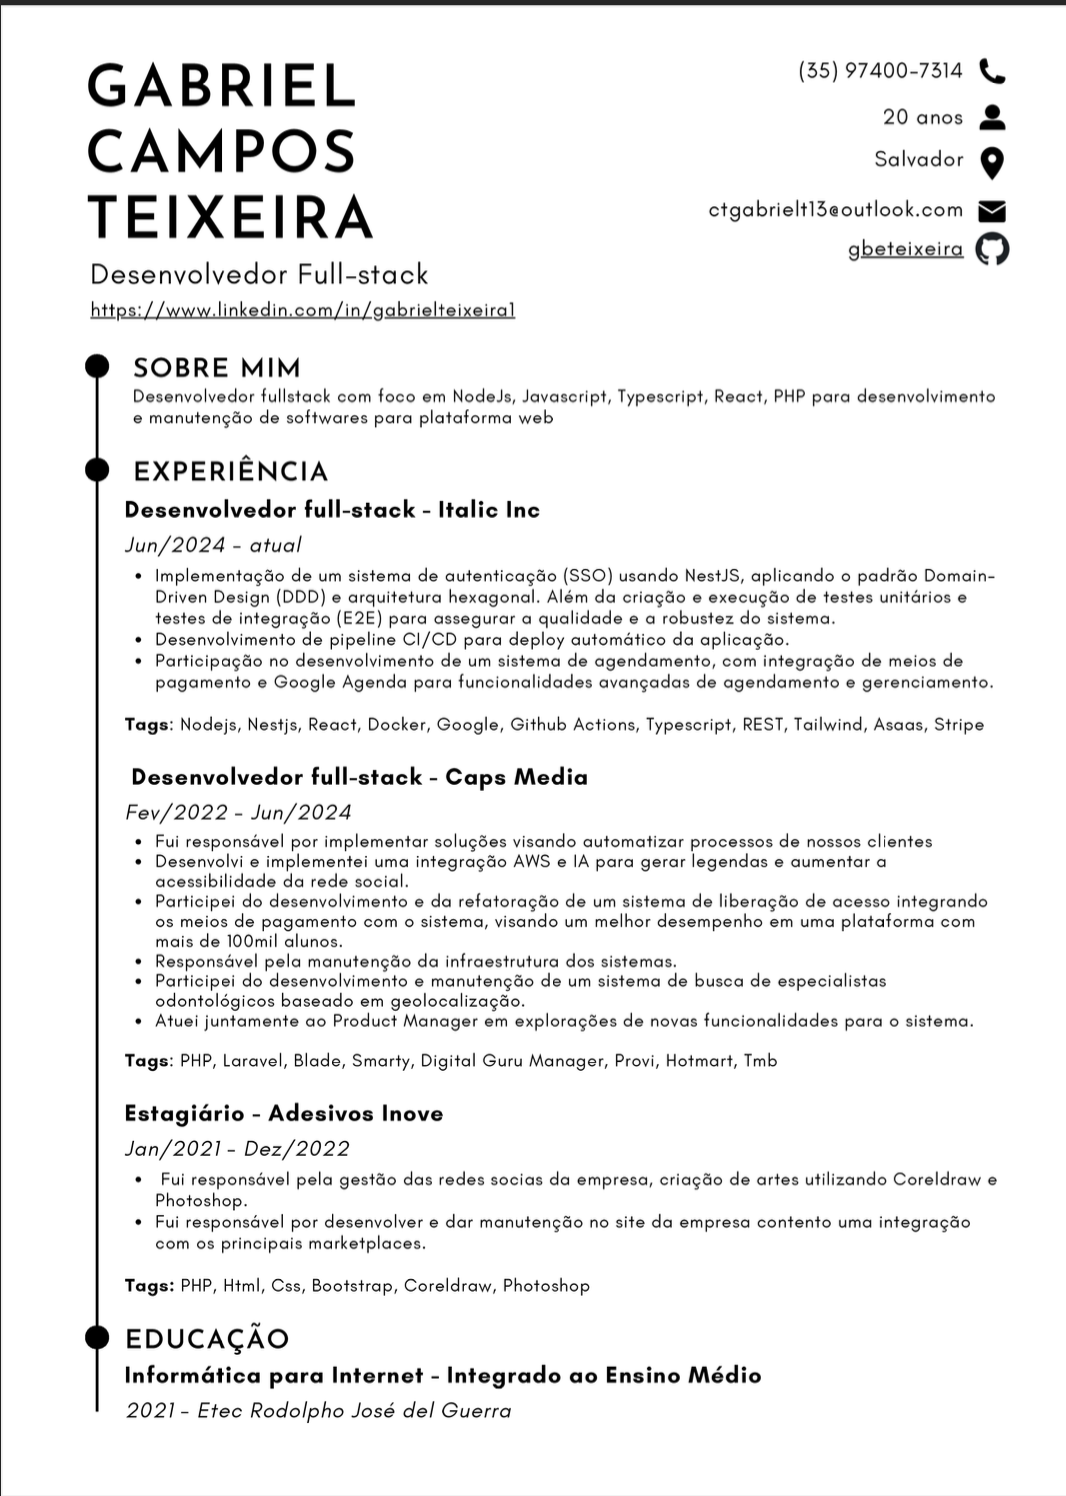 GABRIEL
CAMPOS
TEIXEIRA
Desenvolvedor Full-stack
https://www.linkedin.com/in/gabrielteixeira1
(35) 97400-7314
20 anos
Salvador
ctgabrielt13@outlook.com
gbeteixeira
SOBRE MIM
Desenvolvedor fullstack com foco em NodeJs, Javascript, Typescript, React, PHP para desenvolvimento
e manutenção de softwares para plataforma web
EXPERIÊNCIA
Desenvolvedor full-stack - Italic Inc
Jun/2024 - atual
• Implementação de um sistema de autenticação (SSO) usando NestJS, aplicando o padrão Domain-
Driven Design (DDD) e arquitetura hexagonal. Além da criação e execução de testes unitários e
testes de integração (E2E) para assegurar a qualidade e a robustez do sistema.
• Desenvolvimento de pipeline CI/CD para deploy automático da aplicação.
• Participação no desenvolvimento de um sistema de agendamento, com integração de meios de
pagamento e Google Agenda para funcionalidades avançadas de agendamento e gerenciamento.
Tags: Nodejs, Nestjs, React, Docker, Google, Github Actions, Typescript, REST, Tailwind, Asaas, Stripe
Desenvolvedor full-stack - Caps Media
Fev/2022 - Jun/2024
• Fui responsável por implementar soluções visando automatizar processos de nossos clientes
• Desenvolvi e implementei uma integração AWS e IA para gerar legendas e aumentar a
acessibilidade da rede social.
• Participei do desenvolvimento e da refatoração de um sistema de liberação de acesso integrando
os meios de pagamento com o sistema, visando um melhor desempenho em uma plataforma com
mais de 100mil alunos.
• Responsável pela manutenção da infraestrutura dos sistemas.
• Participei do desenvolvimento e manutenção de um sistema de busca de especialistas
odontológicos baseado em geolocalização.
• Atuei juntamente ao Product Manager em explorações de novas funcionalidades para o sistema.
Tags: PHP, Laravel, Blade, Smarty, Digital Guru Manager, Provi, Hotmart, Tmb
Estagiário - Adesivos Inove
Jan/2021 - Dez/2022
• Fui responsável pela gestão das redes socias da empresa, criação de artes utilizando Coreldraw e
Photoshop.
• Fui responsável por desenvolver e dar manutenção no site da empresa contento uma integração
com os principais marketplaces.
Tags: PHP, Html, Css, Bootstrap, Coreldraw, Photoshop
EDUCAÇÃO
Informática para Internet - Integrado ao Ensino Médio
2021 - Etec Rodolpho José del Guerra